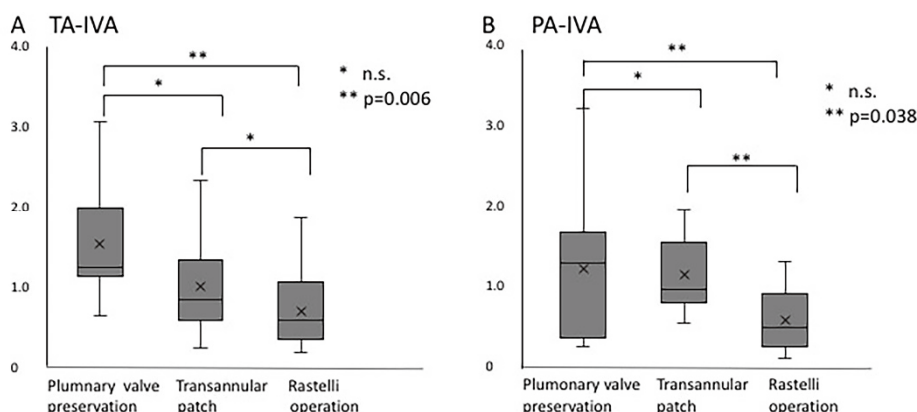 A TA-IVA
4.0
3.0
2.0
1.0
0
**
*
*
* n.s.
** p=0.006
Plumnary valve
preservation
Transannular
patch
Rastelli
operation
B PA-IVA
4.0
3.0
2.0
1.0
0
**
*
**
* n.s.
** p=0.038
Plumonary valve
preservation
Transannular
patch
Rastelli
operation